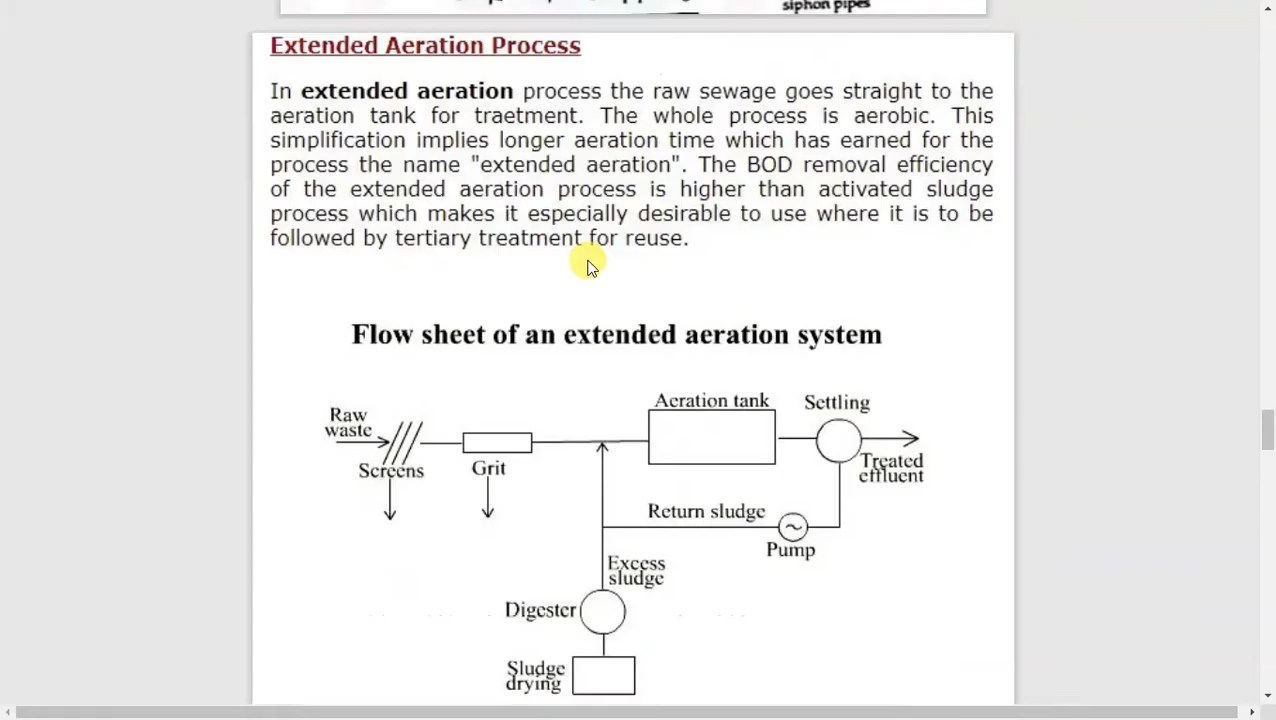 siphon pipes
Extended Aeration Process
In extended aeration process the raw sewage goes straight to the
aeration tank for traetment. The whole process is aerobic. This
simplification implies longer aeration time which has earned for the
process the name "extended aeration". The BOD removal efficiency
of the extended aeration process is higher than activated sludge
process which makes it especially desirable to use where it is to be
followed by tertiary treatment for reuse.
Flow sheet of an extended aeration system
Raw
waste
Screens
Grit
Aeration tank
Settling
Treated
effluent
Return sludge
Pump
Excess
sludge
Digester
Sludge
drying